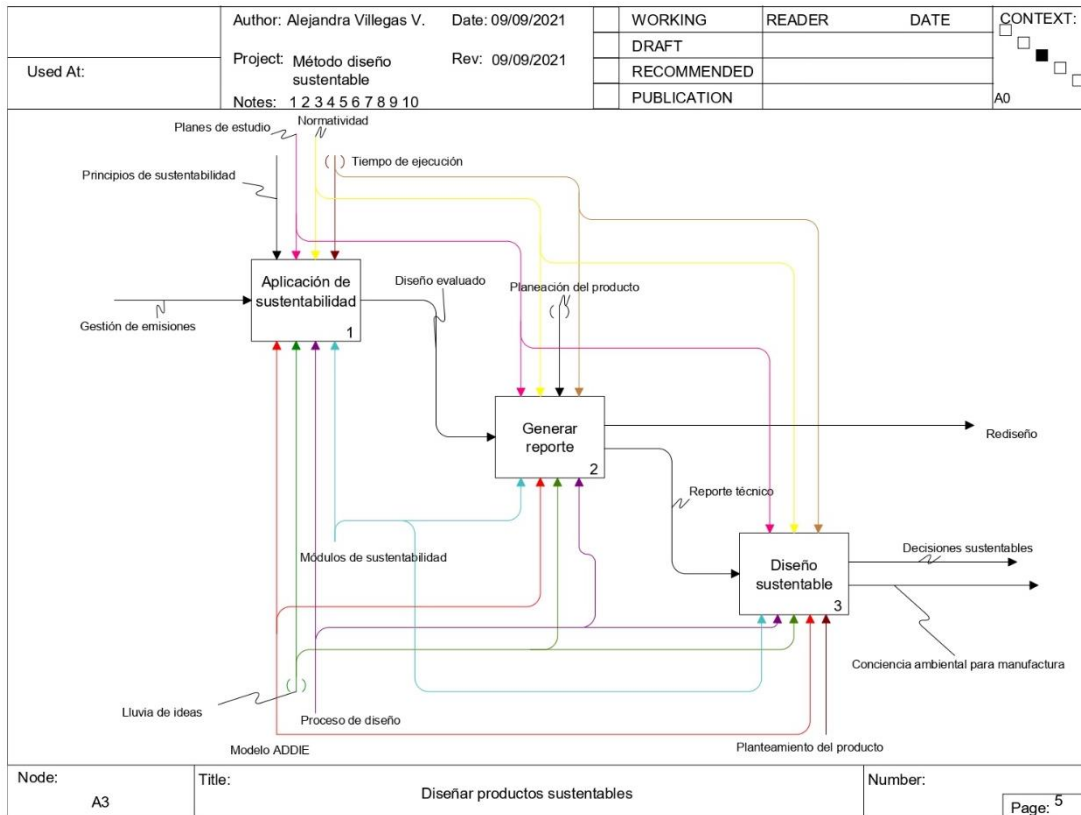 Used At:
Author: Alejandra Villegas V.
Date: 09/09/2021
Project: Método diseño
sustentable
Rev: 09/09/2021
Notes: 1 2 3 4 5 6 7 8 9 10
WORKING
DRAFT
RECOMMENDED
PUBLICATION
READER
DATE
CONTEXT:
A0
Planes de estudio
Normatividad
Tiempo de ejecución
Principios de sustentabilidad
Aplicación de
sustentabilidad
1
Gestión de emisiones
Diseño evaluado
Planeación del producto
Generar
reporte
2
Rediseño
Reporte técnico
Módulos de sustentabilidad
Diseño
sustentable
3
Decisiones sustentables
Conciencia ambiental para manufactura
Lluvia de ideas
Proceso de diseño
Modelo ADDIE
Planteamiento del producto
Node:
A3
Title:
Diseñar productos sustentables
Number:
Page: 5